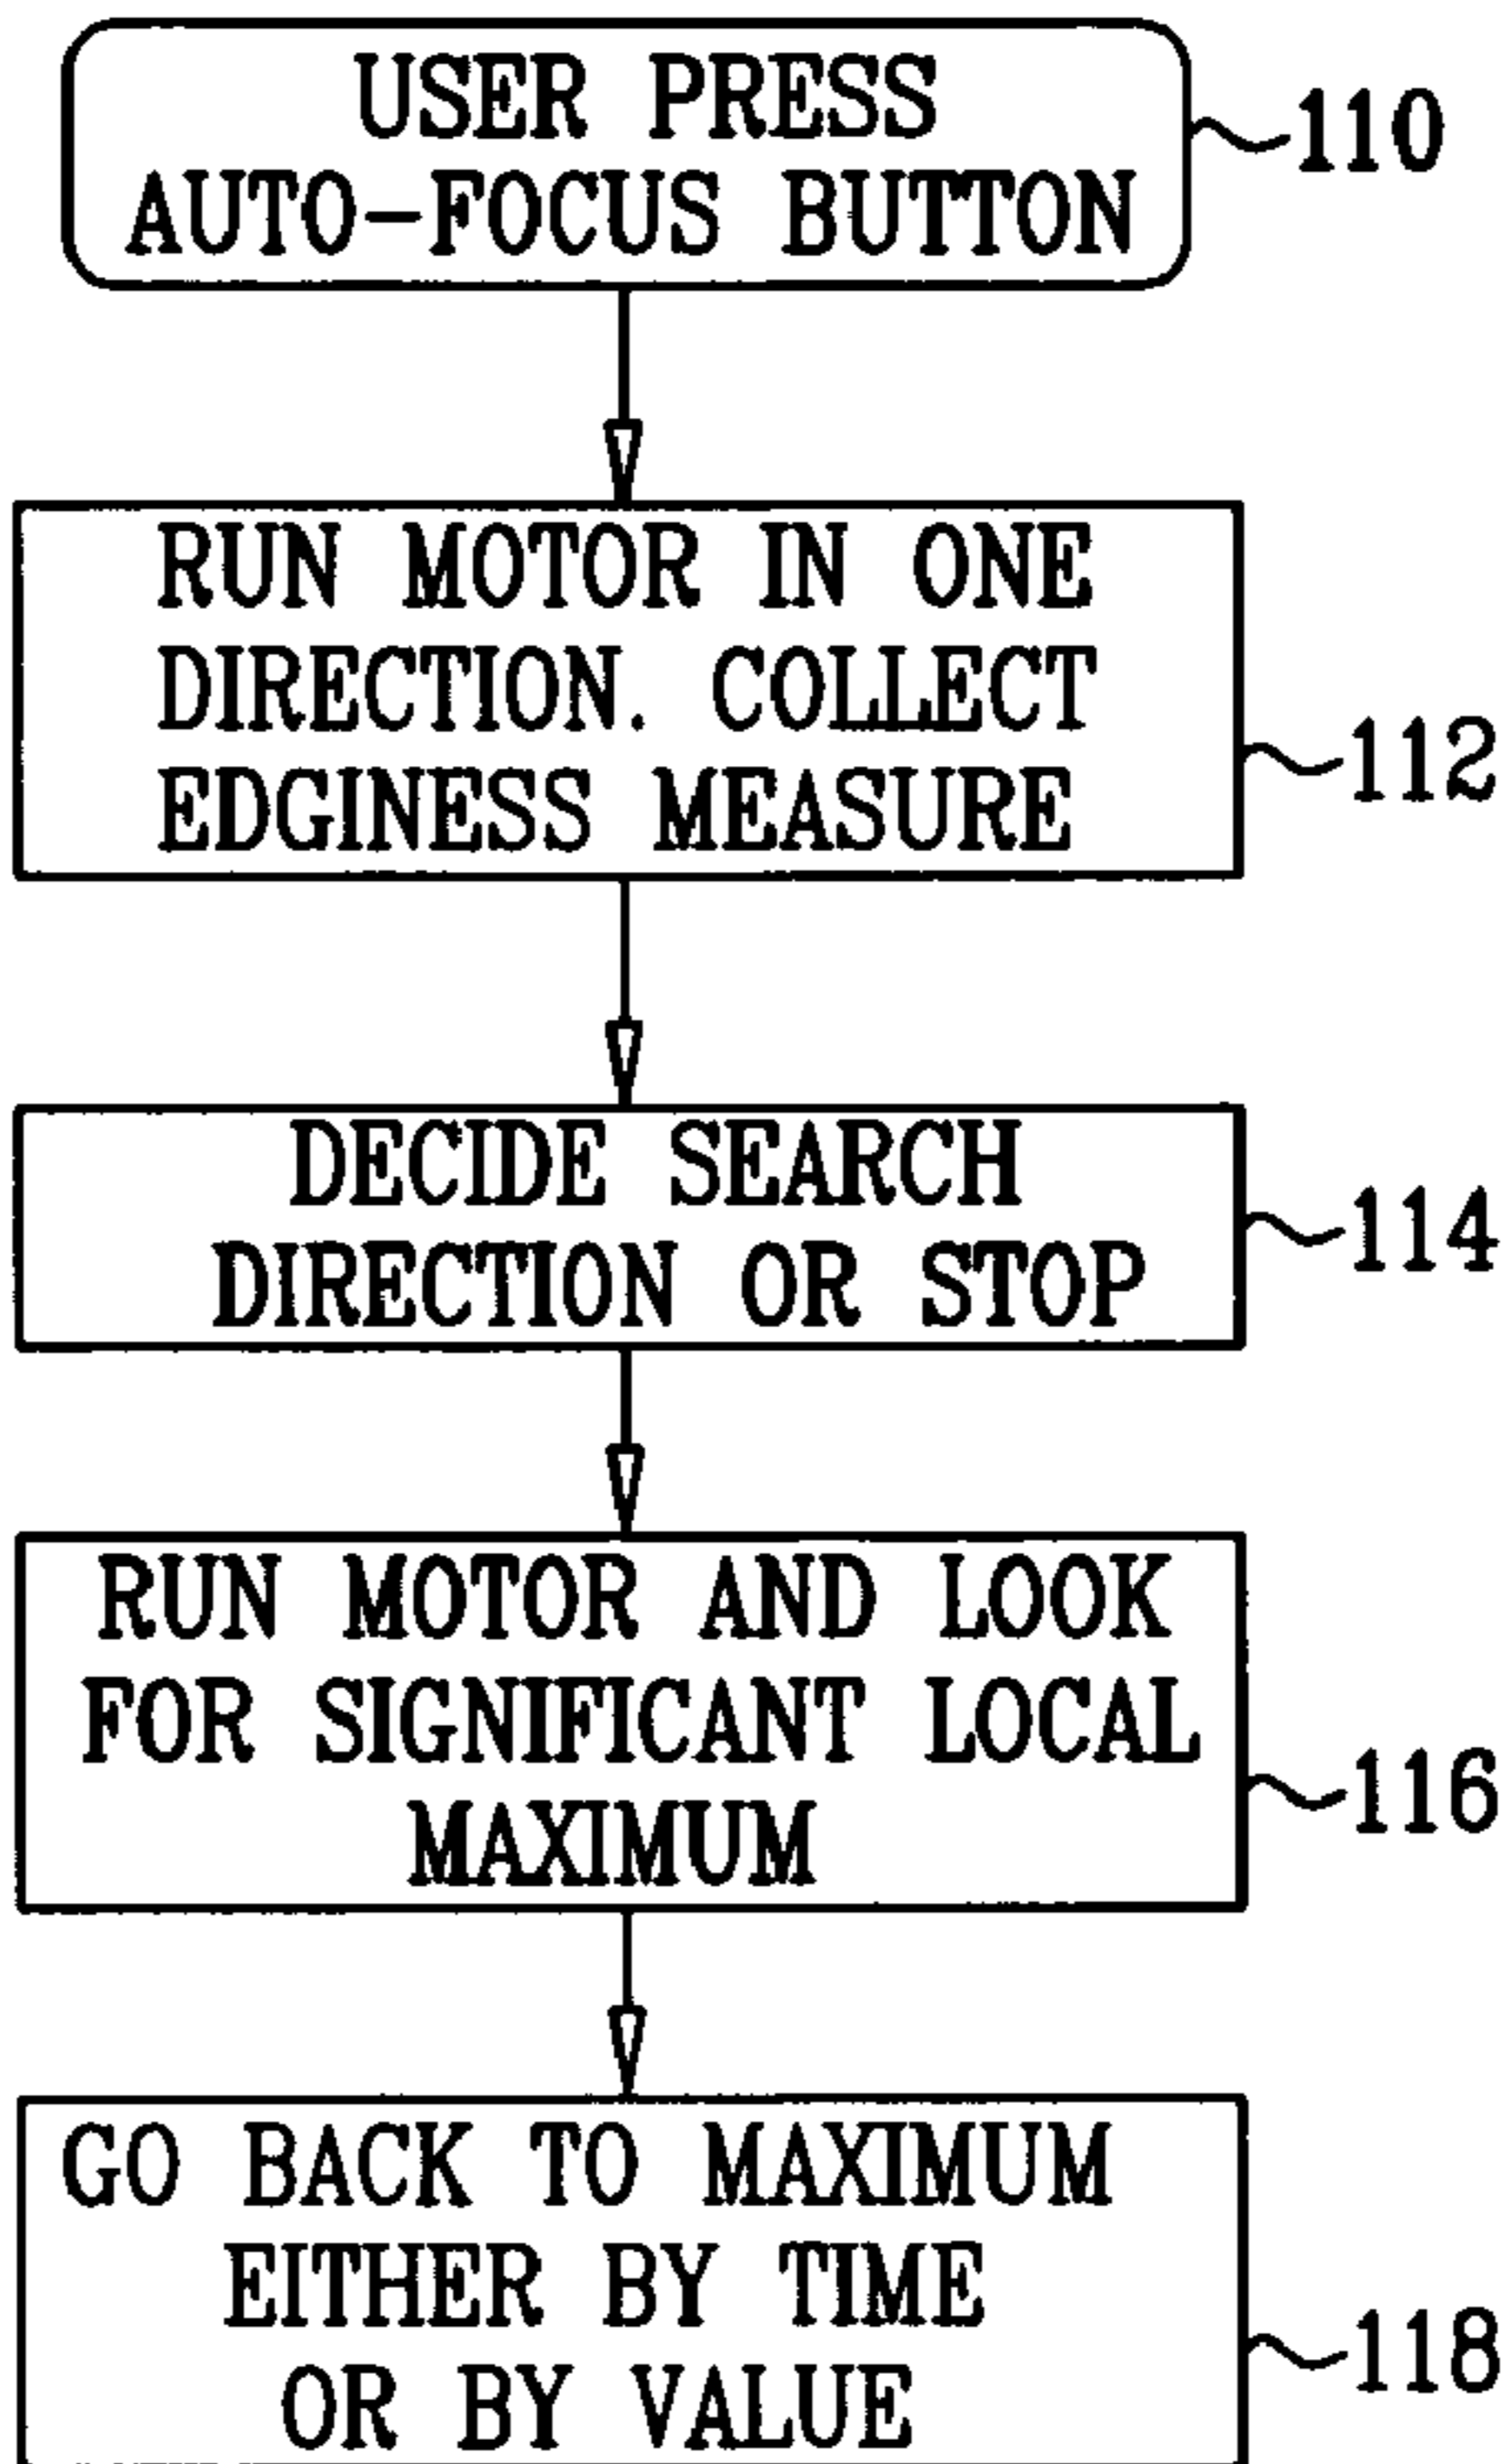 USER PRESS
AUTO-FOCUS BUTTON
110
RUN MOTOR IN ONE
DIRECTION. COLLECT
EDGINESS MEASURE
112
DECIDE SEARCH
DIRECTION OR STOP
114
RUN MOTOR AND LOOK
FOR SIGNIFICANT LOCAL
MAXIMUM
116
GO BACK TO MAXIMUM
EITHER BY TIME
OR BY VALUE
118